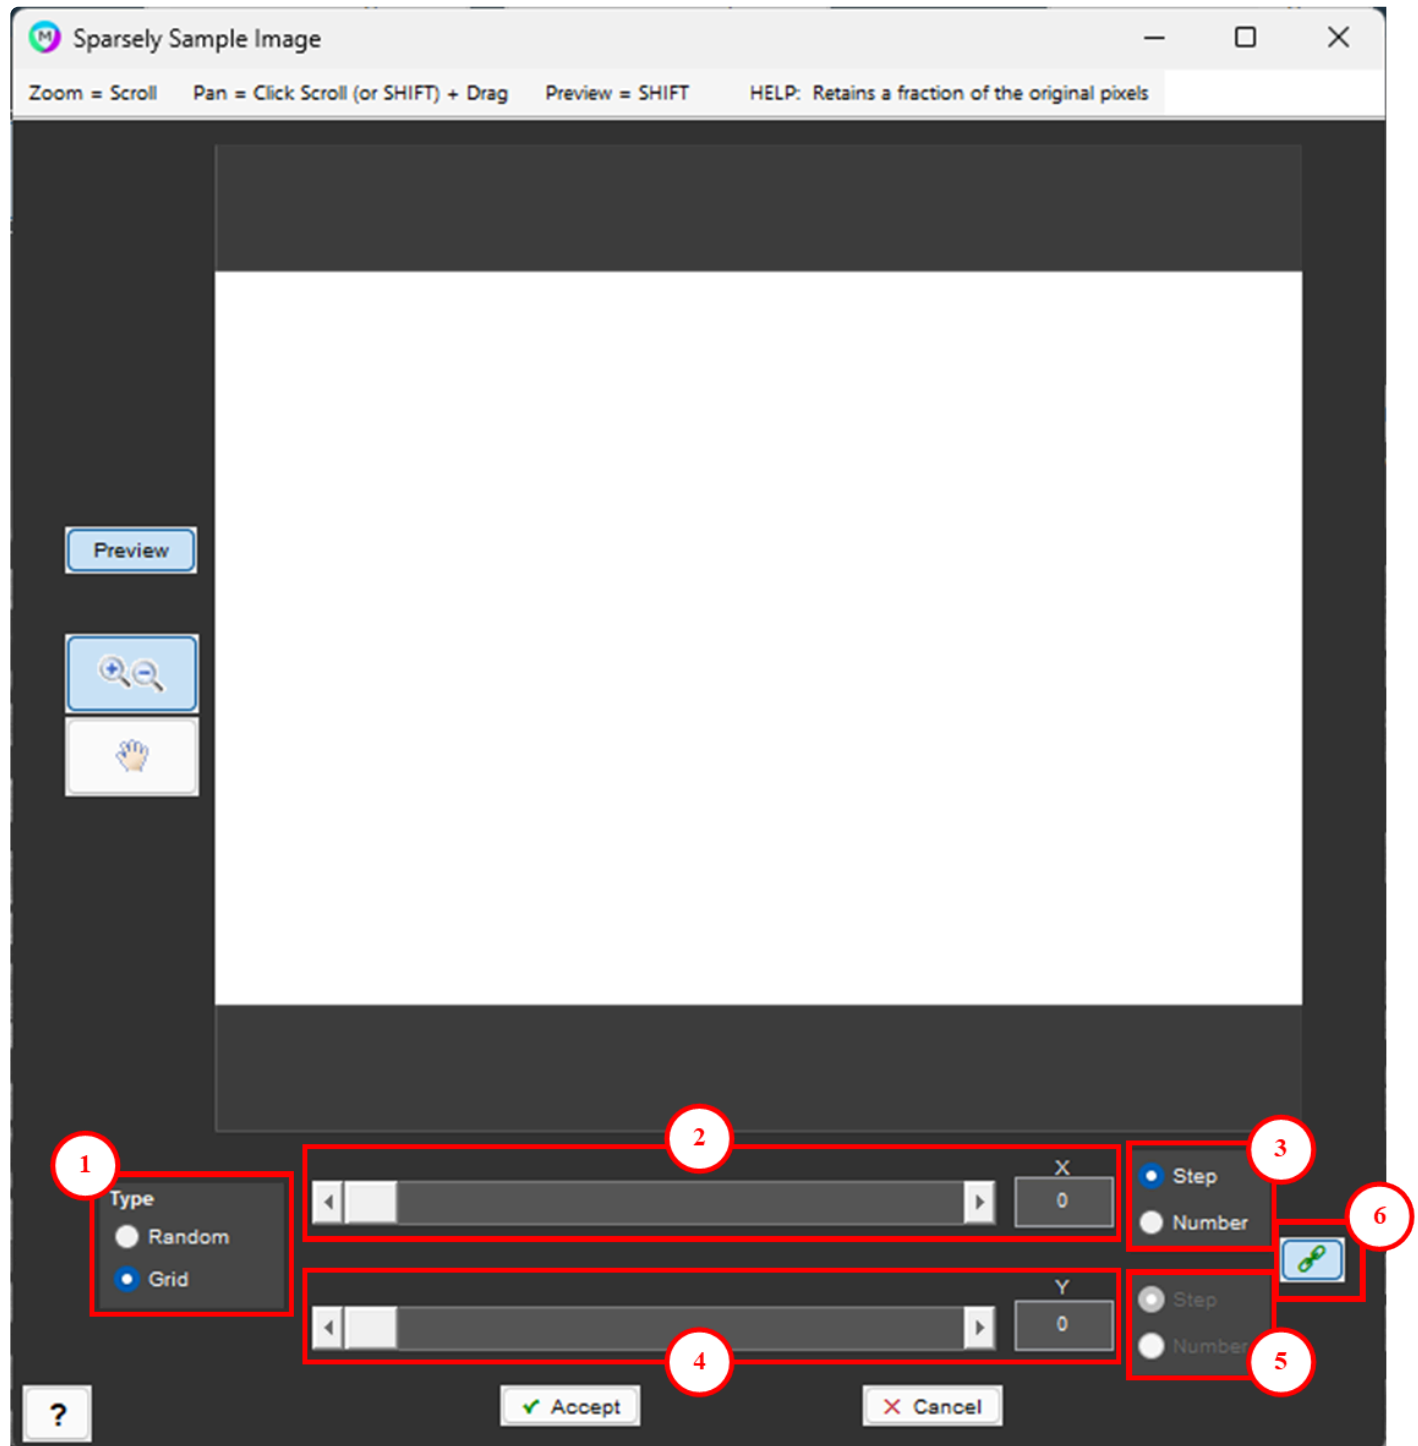 M Sparsely Sample Image
Zoom = Scroll Pan = Click Scroll (or SHIFT) + Drag Preview = SHIFT HELP: Retains a fraction of the original pixels
Preview
1
Type
Random
Grid
2
X
0
3
Step
Number
4
Y
0
5
Step
Number
6
?
Accept
Cancel